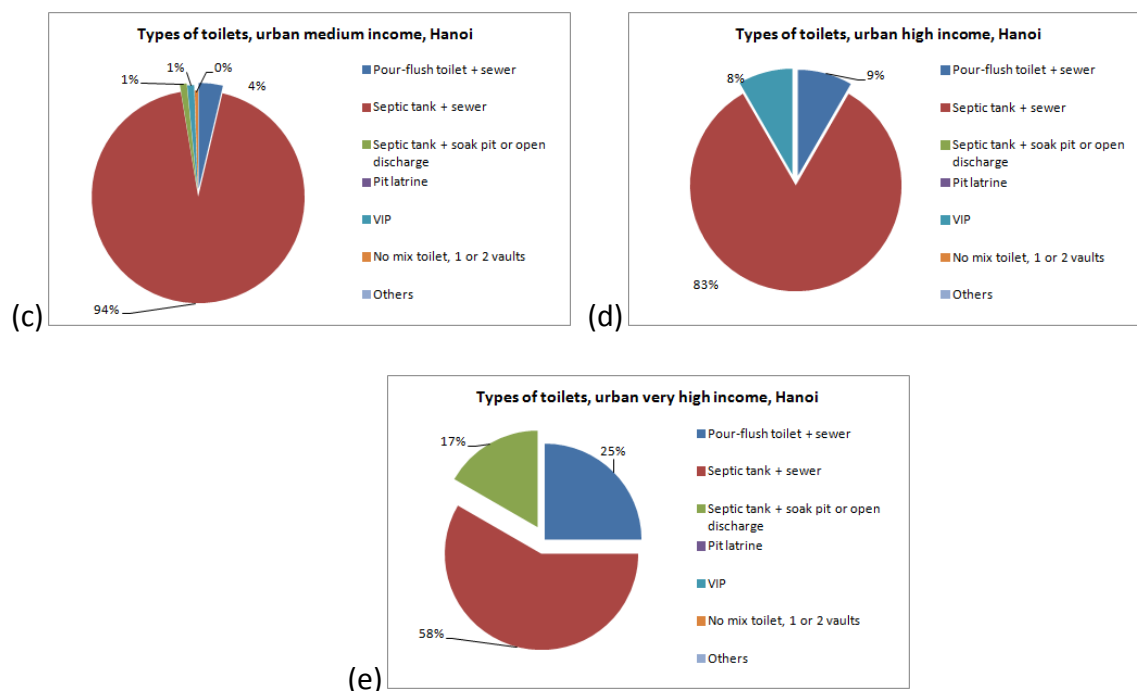 Types of toilets, urban medium income, Hanoi
1%
1%
0%
4%
94%
Pour-flush toilet + sewer
Septic tank + sewer
Septic tank + soak pit or open
discharge
Pit latrine
VIP
No mix toilet, 1 or 2 vaults
Others
(c)
Types of toilets, urban high income, Hanoi
8%
9%
83%
Pour-flush toilet + sewer
Septic tank + sewer
Septic tank + soak pit or open
discharge
Pit latrine
VIP
No mix toilet, 1 or 2 vaults
Others
(d)
Types of toilets, urban very high income, Hanoi
17%
25%
58%
Pour-flush toilet + sewer
Septic tank + sewer
Septic tank + soak pit or open
discharge
Pit latrine
VIP
No mix toilet, 1 or 2 vaults
Others
(e)